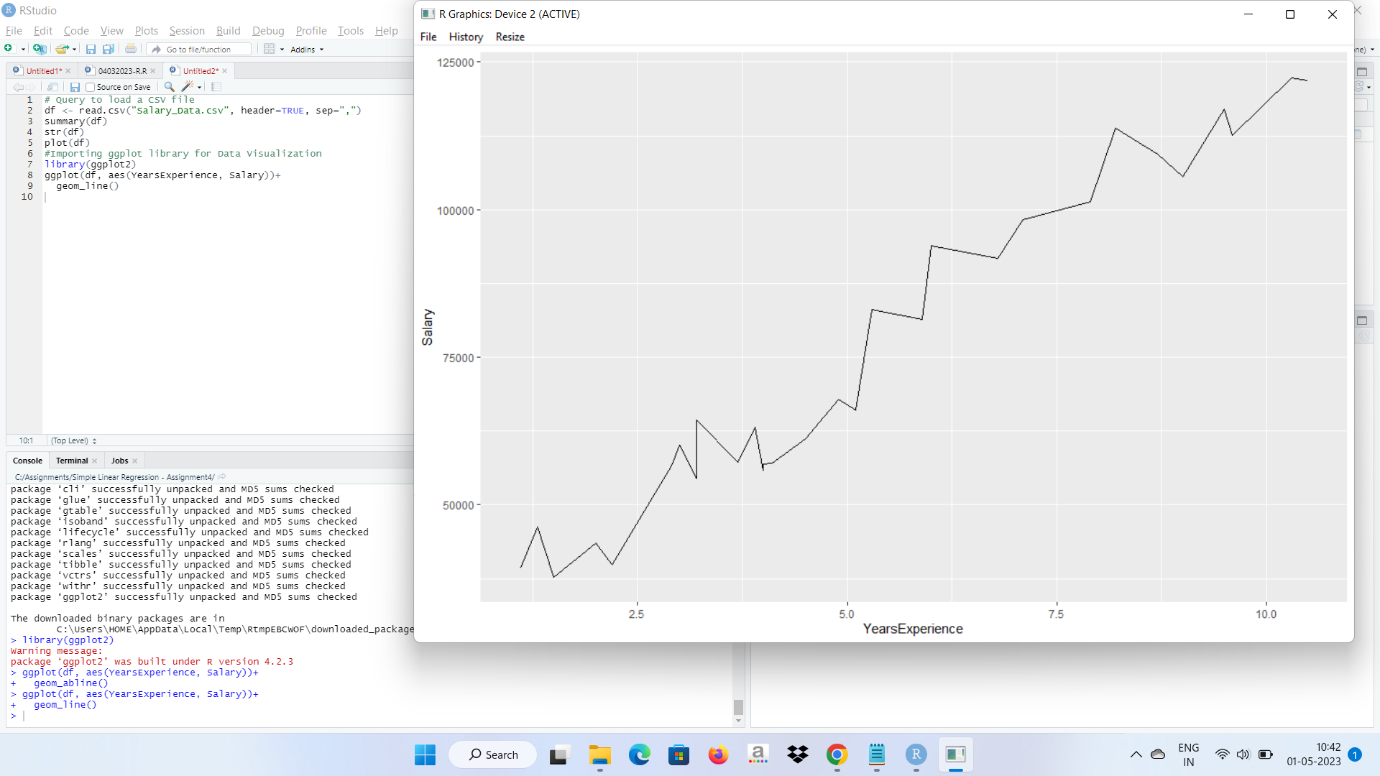 RStudio
File Edit Code View Plots Session Build Debug Profile Tools Help
Go to file/function Addins
Untitled1* 04032023-R.R Untitled2*
Source on Save
1 # Query to load a CSV file
2 df <- read.csv("Salary_Data.csv", header=TRUE, sep=",")
3 summary(df)
4 str(df)
5 plot(df)
6 #Importing ggplot library for Data Visualization
7 library(ggplot2)
8 ggplot(df, aes(YearsExperience, Salary))+
9 geom_line()
10
10:1 (Top Level)
Console Terminal Jobs
C:/Assignments/Simple Linear Regression - Assignment4/
package 'cli' successfully unpacked and MD5 sums checked
package 'glue' successfully unpacked and MD5 sums checked
package 'gtable' successfully unpacked and MD5 sums checked
package 'isoband' successfully unpacked and MD5 sums checked
package 'lifecycle' successfully unpacked and MD5 sums checked
package 'rlang' successfully unpacked and MD5 sums checked
package 'scales' successfully unpacked and MD5 sums checked
package 'tibble' successfully unpacked and MD5 sums checked
package 'vctrs' successfully unpacked and MD5 sums checked
package 'withr' successfully unpacked and MD5 sums checked
package 'ggplot2' successfully unpacked and MD5 sums checked
The downloaded binary packages are in
C:\Users\HOME\AppData\Local\Temp\RtmpEBCWOF\downloaded_package
> library(ggplot2)
Warning message:
package 'ggplot2' was built under R version 4.2.3
> ggplot(df, aes(YearsExperience, Salary))+
+ geom_abline()
> ggplot(df, aes(YearsExperience, Salary))+
+ geom_line()
>
R Graphics: Device 2 (ACTIVE)
File History Resize
125000
100000
75000
50000
Salary
2.5 5.0 7.5 10.0
YearsExperience
ne)
Search
ENG
IN
10:42
01-05-2023
1